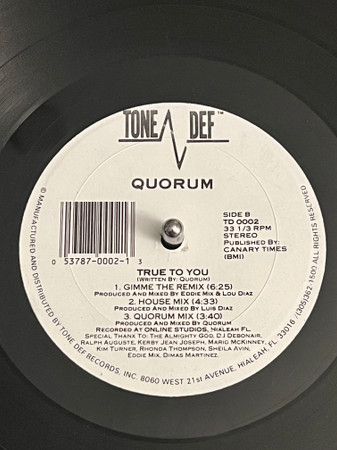 TONE DEF™
QUORUM
SIDE B
TD 0002
33 1/3 RPM
STEREO
Published By:
CANARY TIMES
(BMI)
0 53787-0002-1 3
TRUE TO YOU
(WRITTEN BY: QUORUM)
1. GIMME THE REMIX (6:25)
PRODUCED AND MIXED BY EDDIE MIX & LOU DIAZ
2. HOUSE MIX (4:33)
PRODUCED AND MIXED BY LUIS DIAZ
3. QUORUM MIX (3:40)
PRODUCED AND MIXED BY QUORUM
RECORDED AT ONLINE STUDIOS, HIALEAH FL.
SPECIAL THANX TO: THE ALMIGHTY GOD, DJ DEBONAIR,
RALPH AUGUSTE, KERBY JEAN JOSEPH, MARIO MCKINNEY,
KIM TURNER, RHONDA THOMPSON, SHEILA AVIN,
EDDIE MIX, DIMAS MARTINEZ.
© MANUFACTURED AND DISTRIBUTED BY TONE DEF RECORDS, INC. 8060 WEST 21st AVENUE, HIALEAH, FL. 33016 / (305)362-1600 ALL RIGHTS RESERVED